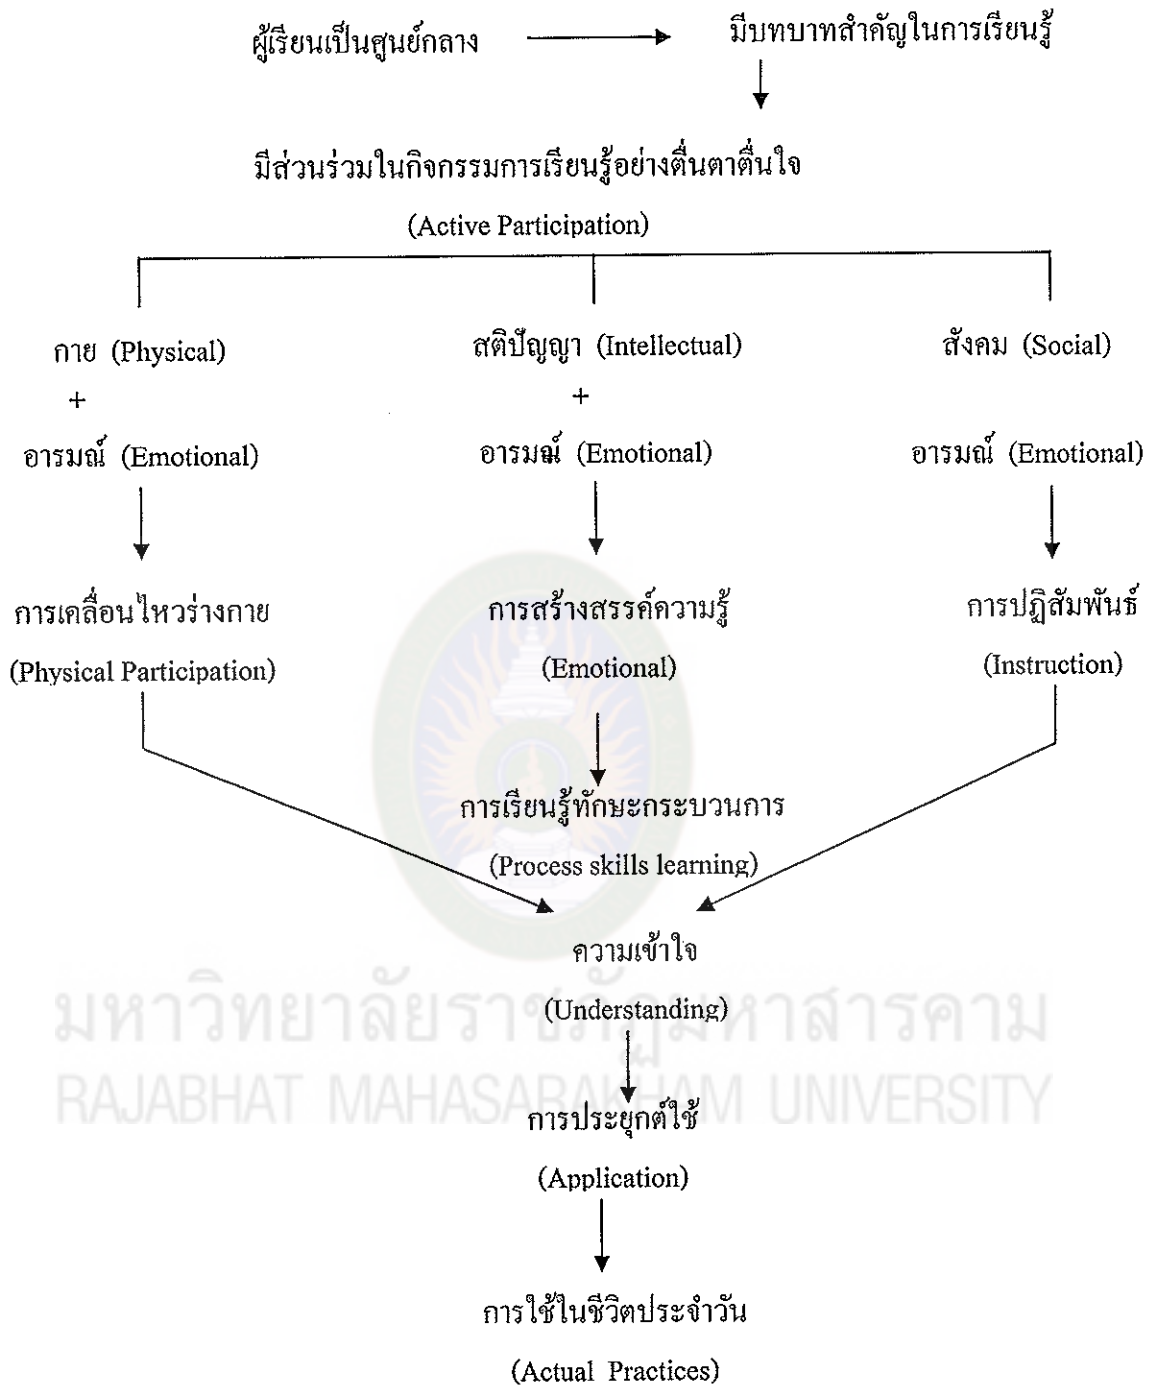 ผู้เรียนเป็นศูนย์กลาง
มีบทบาทสำคัญในการเรียนรู้
มีส่วนร่วมในกิจกรรมการเรียนรู้อย่างตื่นตาตื่นใจ
(Active Participation)
กาย (Physical)
สติปัญญา (Intellectual)
สังคม (Social)
+
+
อารมณ์ (Emotional)
อารมณ์ (Emotional)
อารมณ์ (Emotional)
การเคลื่อนไหวร่างกาย
การสร้างสรรค์ความรู้
การปฏิสัมพันธ์
(Physical Participation)
(Emotional)
(Instruction)
การเรียนรู้ทักษะกระบวนการ
(Process skills learning)
ความเข้าใจ
(Understanding)
มหาวิทยาลัยราชภัฏมหาสารคาม
RAJABHAT MAHASARAKHAM UNIVERSITY
การประยุกต์ใช้
(Application)
การใช้ในชีวิตประจำวัน
(Actual Practices)